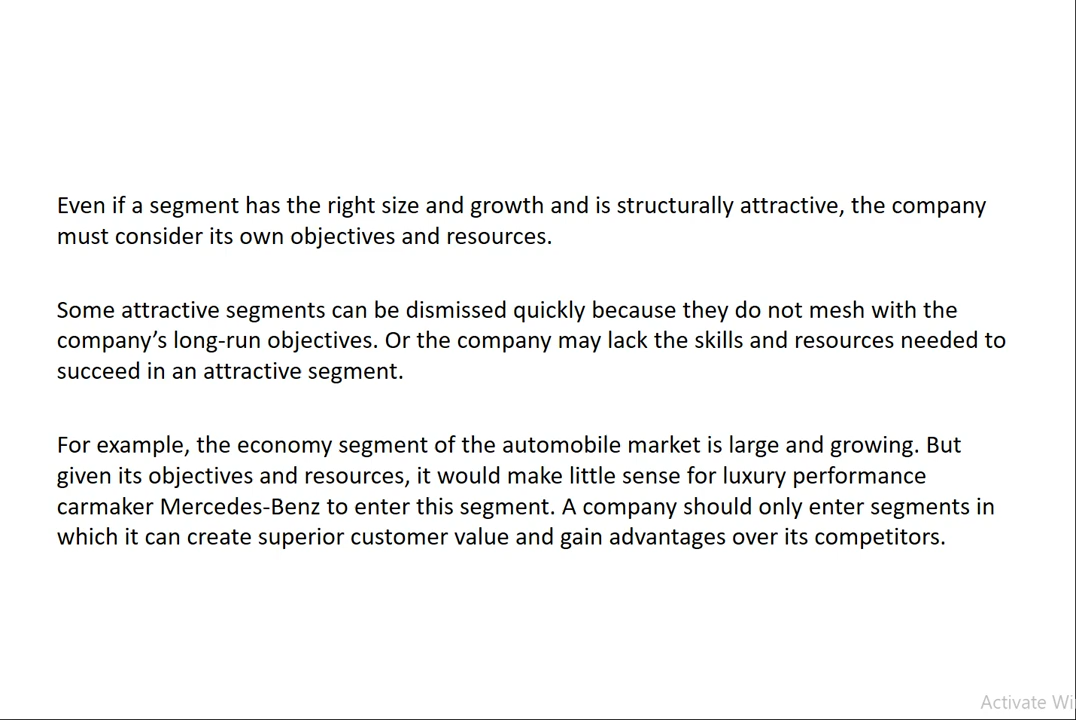 Even if a segment has the right size and growth and is structurally attractive, the company
must consider its own objectives and resources.
Some attractive segments can be dismissed quickly because they do not mesh with the
company’s long-run objectives. Or the company may lack the skills and resources needed to
succeed in an attractive segment.
For example, the economy segment of the automobile market is large and growing. But
given its objectives and resources, it would make little sense for luxury performance
carmaker Mercedes-Benz to enter this segment. A company should only enter segments in
which it can create superior customer value and gain advantages over its competitors.
Activate Wi